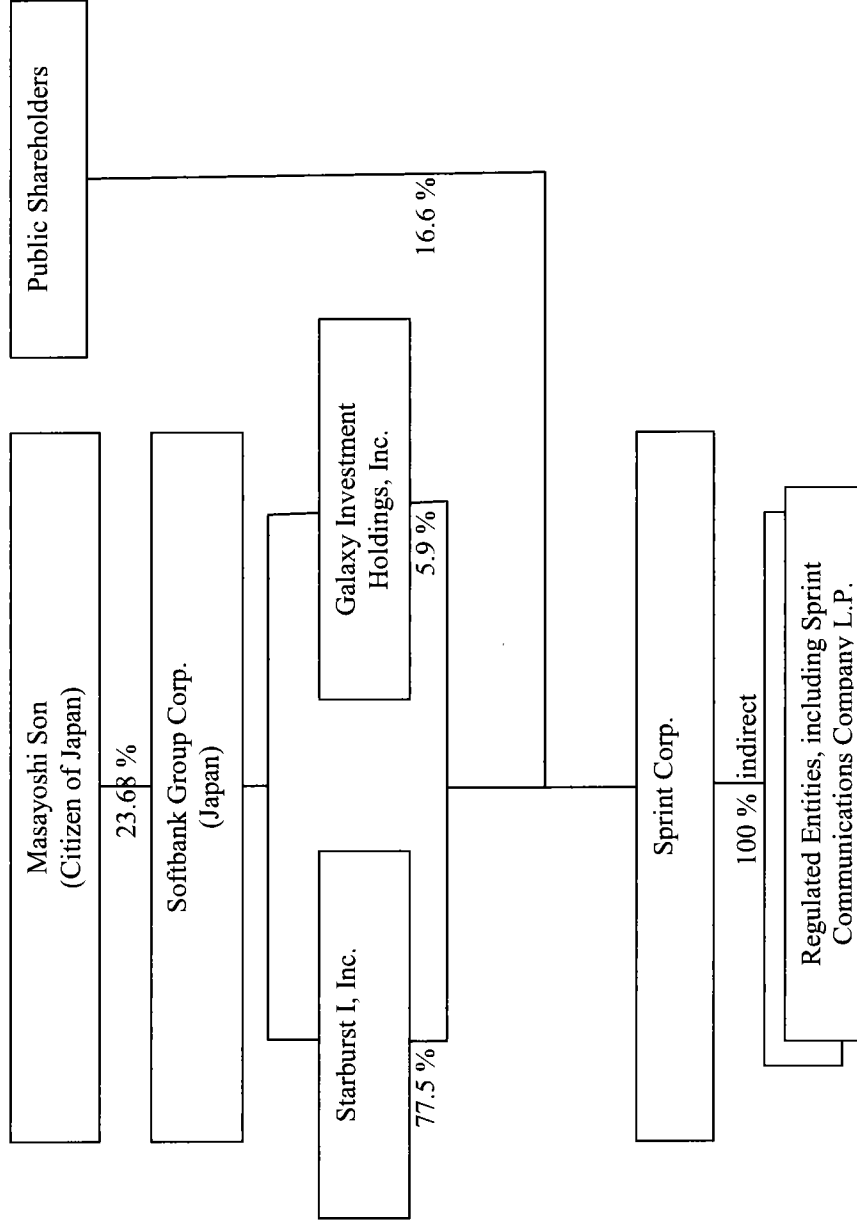 Masayoshi Son
(Citizen of Japan)
Public Shareholders
23.68 %
Softbank Group Corp.
(Japan)
Starburst I, Inc.
Galaxy Investment
Holdings, Inc.
77.5 %
5.9 %
16.6 %
Sprint Corp.
100 % indirect
Regulated Entities, including Sprint
Communications Company L.P.